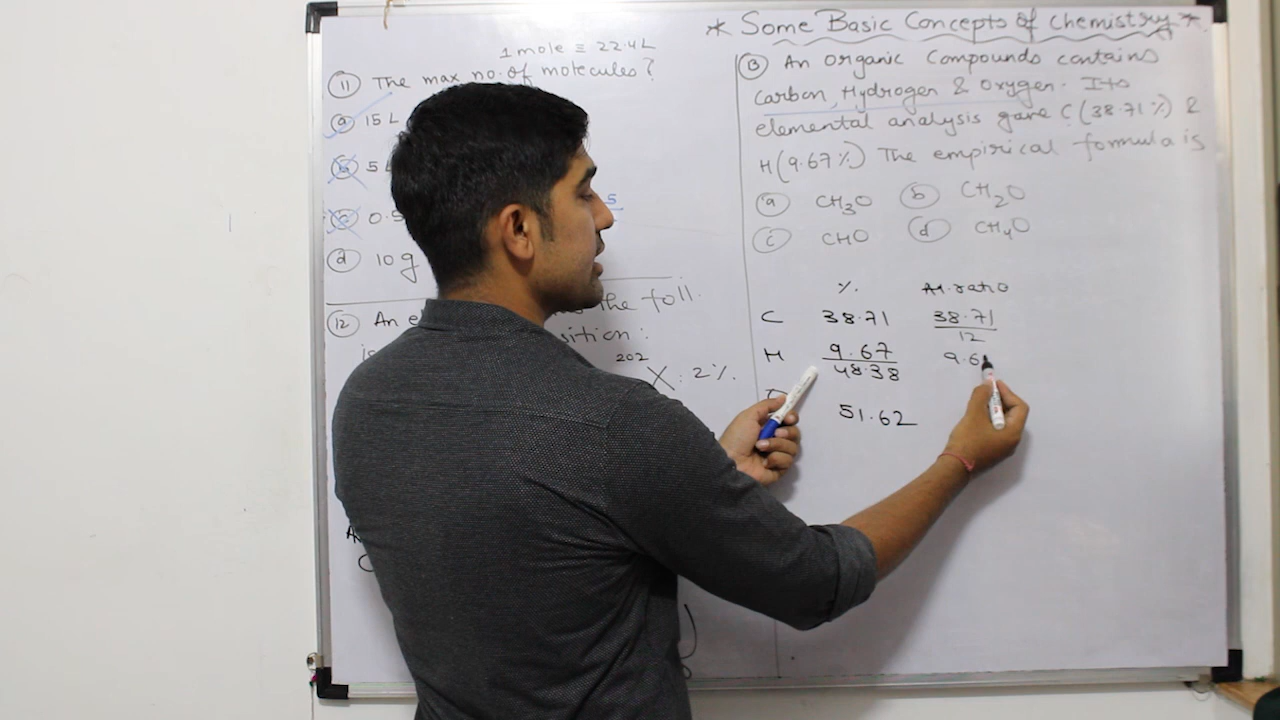 * Some Basic Concepts of Chemistry *
1 mole ≡ 22.4L
11 The max no. of molecules?
a 15 L
b 5
c 0.5
5
d 10 g
the foll.
12 An
is sition:
202
X : 2%.
13 An organic Compounds contains
Carbon, Hydrogen & Oxygen. Its
elemental analysis gave C(38.71%) &
H(9.67%) The empirical formula is
a CH3O b CH2O
c CHO d CH4O
% At. ratio
C 38.71 38.71
12
H 9.67 9.6
48.38
51.62